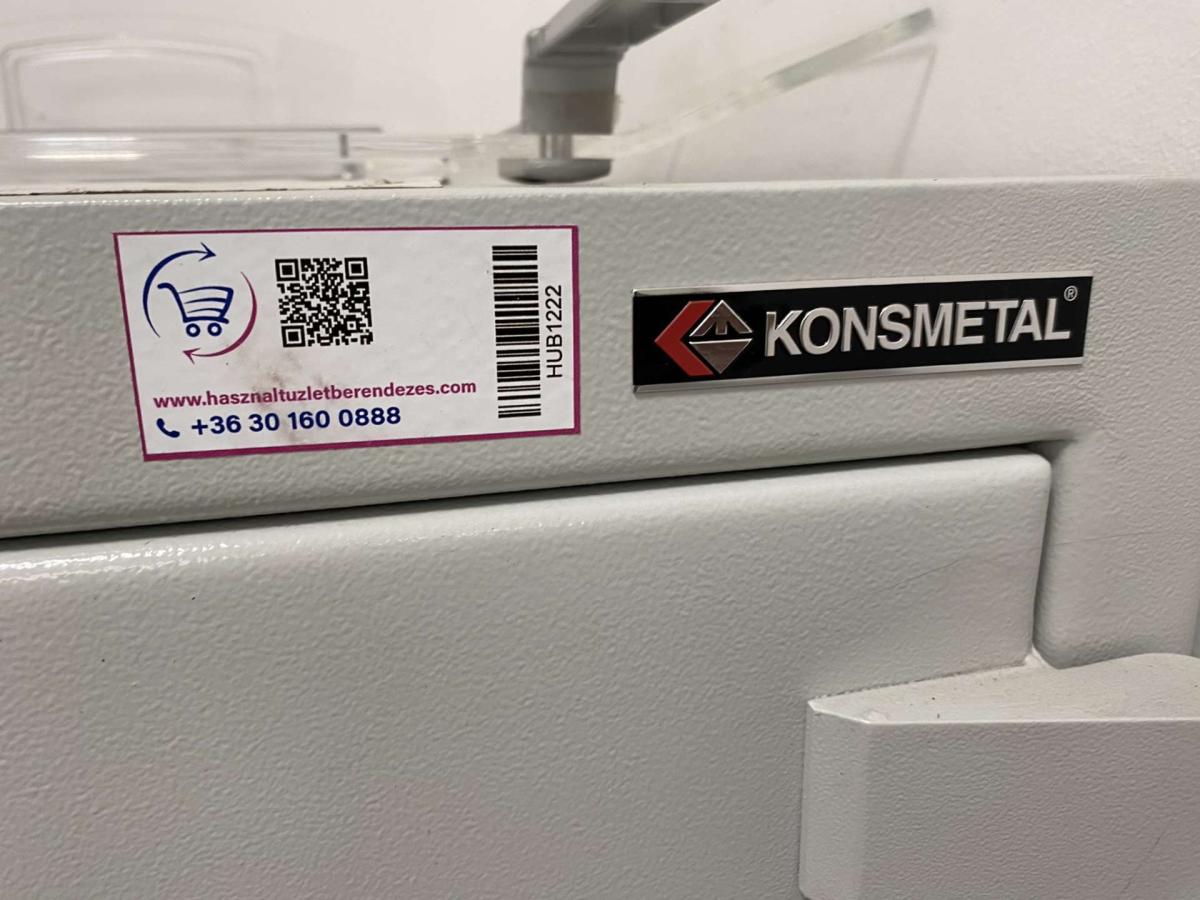 www.hasznaltuzletberendezes.com
+36 30 160 0888
HUB1222
KONSMETAL®